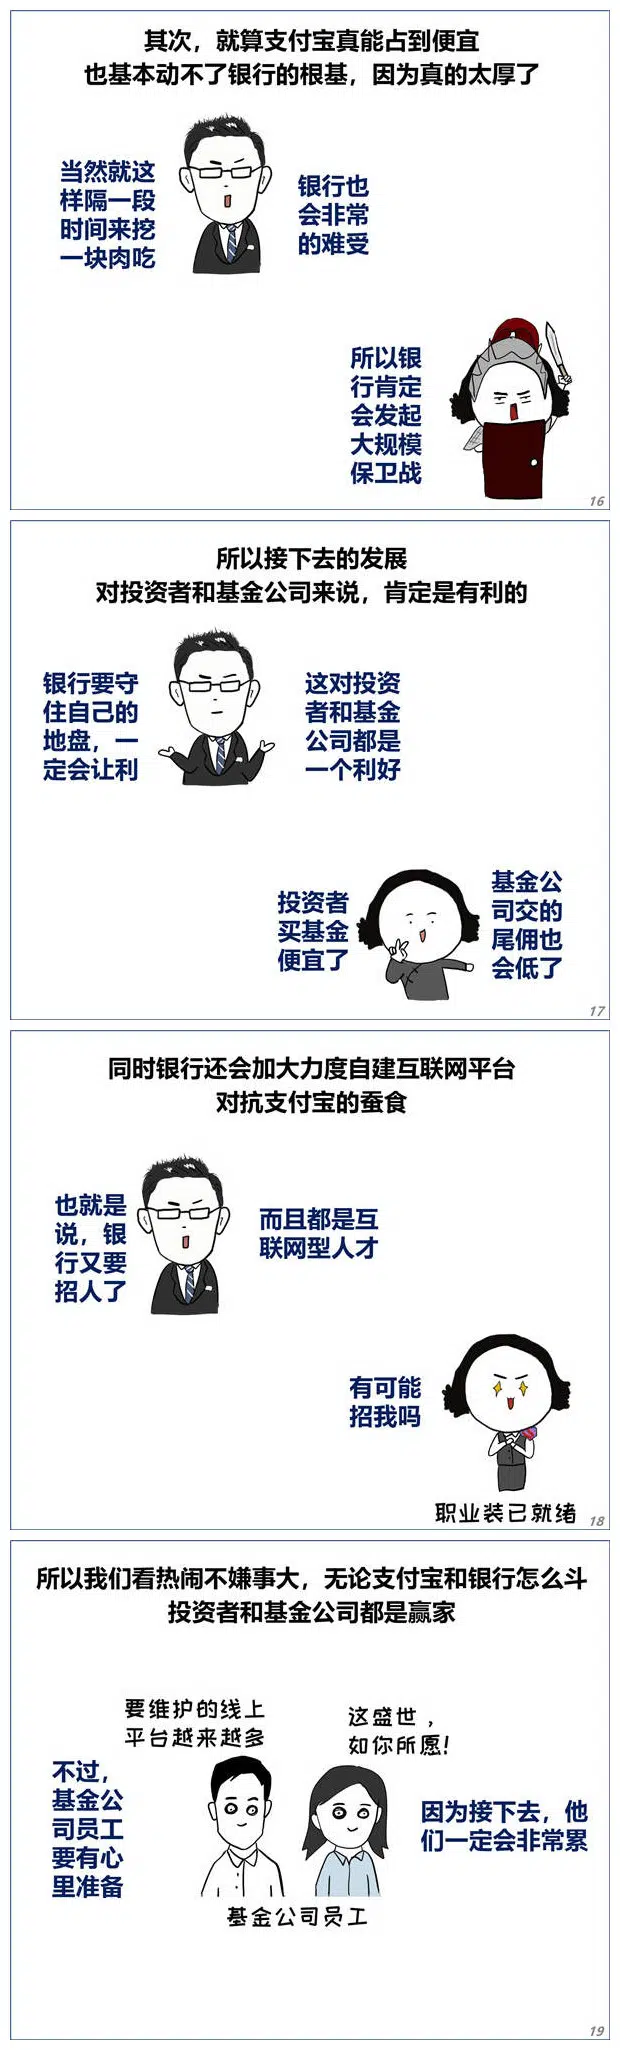 其次，就算支付宝真能占到便宜
也基本动不了银行的根基，因为真的太厚了
当然就这
样隔一段
时间来挖
一块肉吃
银行也
会非常
的难受
所以银
行肯定
会发起
大规模
保卫战
16
所以接下去的发展
对投资者和基金公司来说，肯定是有利的
银行要守
住自己的
地盘，一
定会让利
这对投资
者和基金
公司都是
一个利好
投资者
买基金
便宜了
基金公
司交的
尾佣也
会低了
17
同时银行还会加大力度自建互联网平台
对抗支付宝的蚕食
也就是
说，银
行又要
招人了
而且都是互
联网型人才
有可能
招我吗
职业装已就绪
18
所以我们看热闹不嫌事大，无论支付宝和银行怎么斗
投资者和基金公司都是赢家
要维护的线上
平台越来越多
这盛世，
如你所愿！
不过，
基金公
司员工
要有心
里准备
因为接下去，他
们一定会非常累
基金公司员工
19